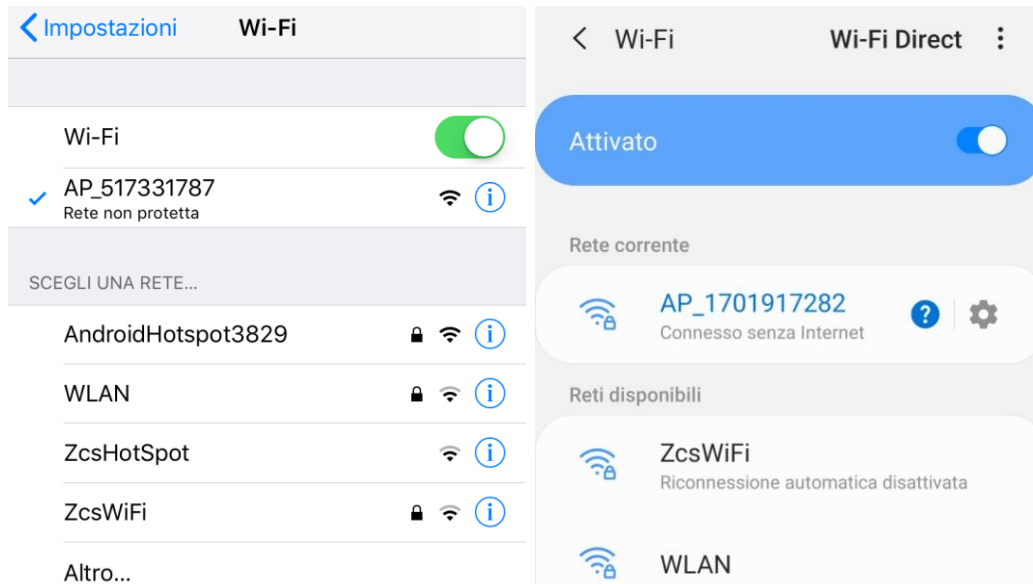 Impostazioni Wi-Fi
Wi-Fi
AP_517331787
Rete non protetta
SCEGLI UNA RETE...
AndroidHotspot3829
WLAN
ZcsHotSpot
ZcsWiFi
Altro...
Wi-Fi Wi-Fi Direct
Attivato
Rete corrente
AP_1701917282
Connesso senza Internet
Reti disponibili
ZcsWiFi
Riconnessione automatica disattivata
WLAN